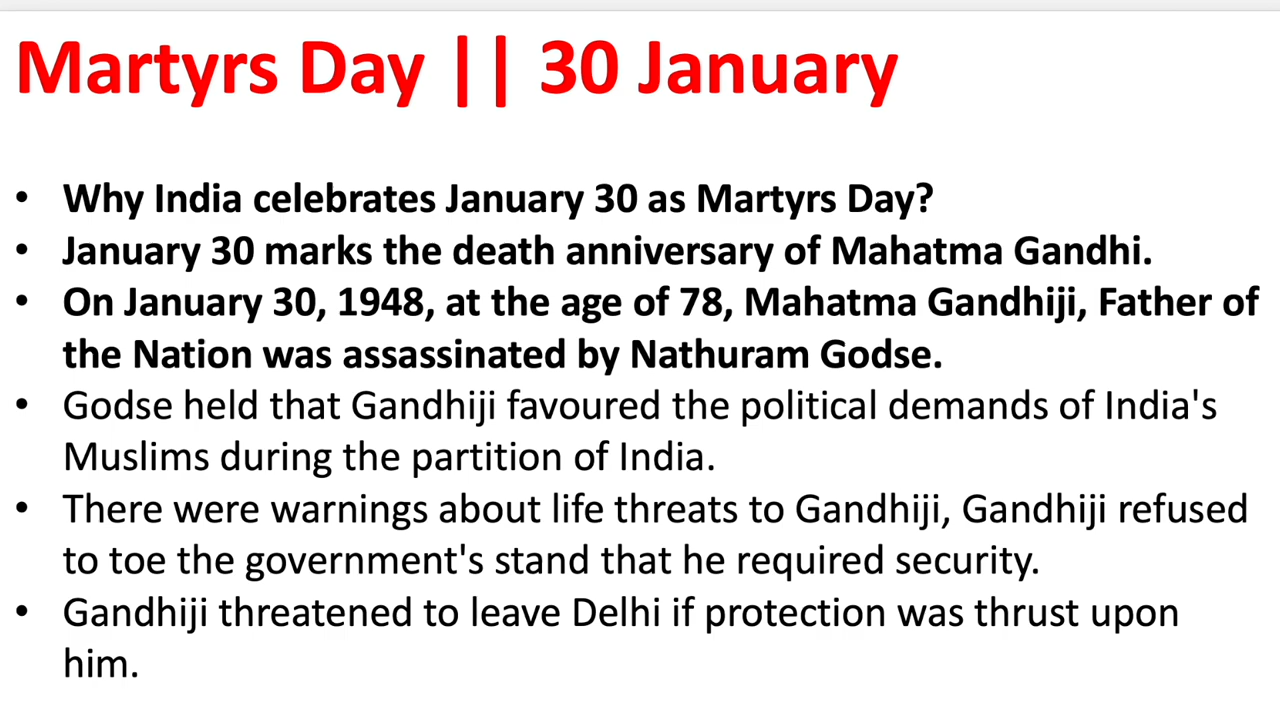 Martyrs Day || 30 January
• Why India celebrates January 30 as Martyrs Day?
• January 30 marks the death anniversary of Mahatma Gandhi.
• On January 30, 1948, at the age of 78, Mahatma Gandhiji, Father of
the Nation was assassinated by Nathuram Godse.
• Godse held that Gandhiji favoured the political demands of India's
Muslims during the partition of India.
• There were warnings about life threats to Gandhiji, Gandhiji refused
to toe the government's stand that he required security.
• Gandhiji threatened to leave Delhi if protection was thrust upon
him.